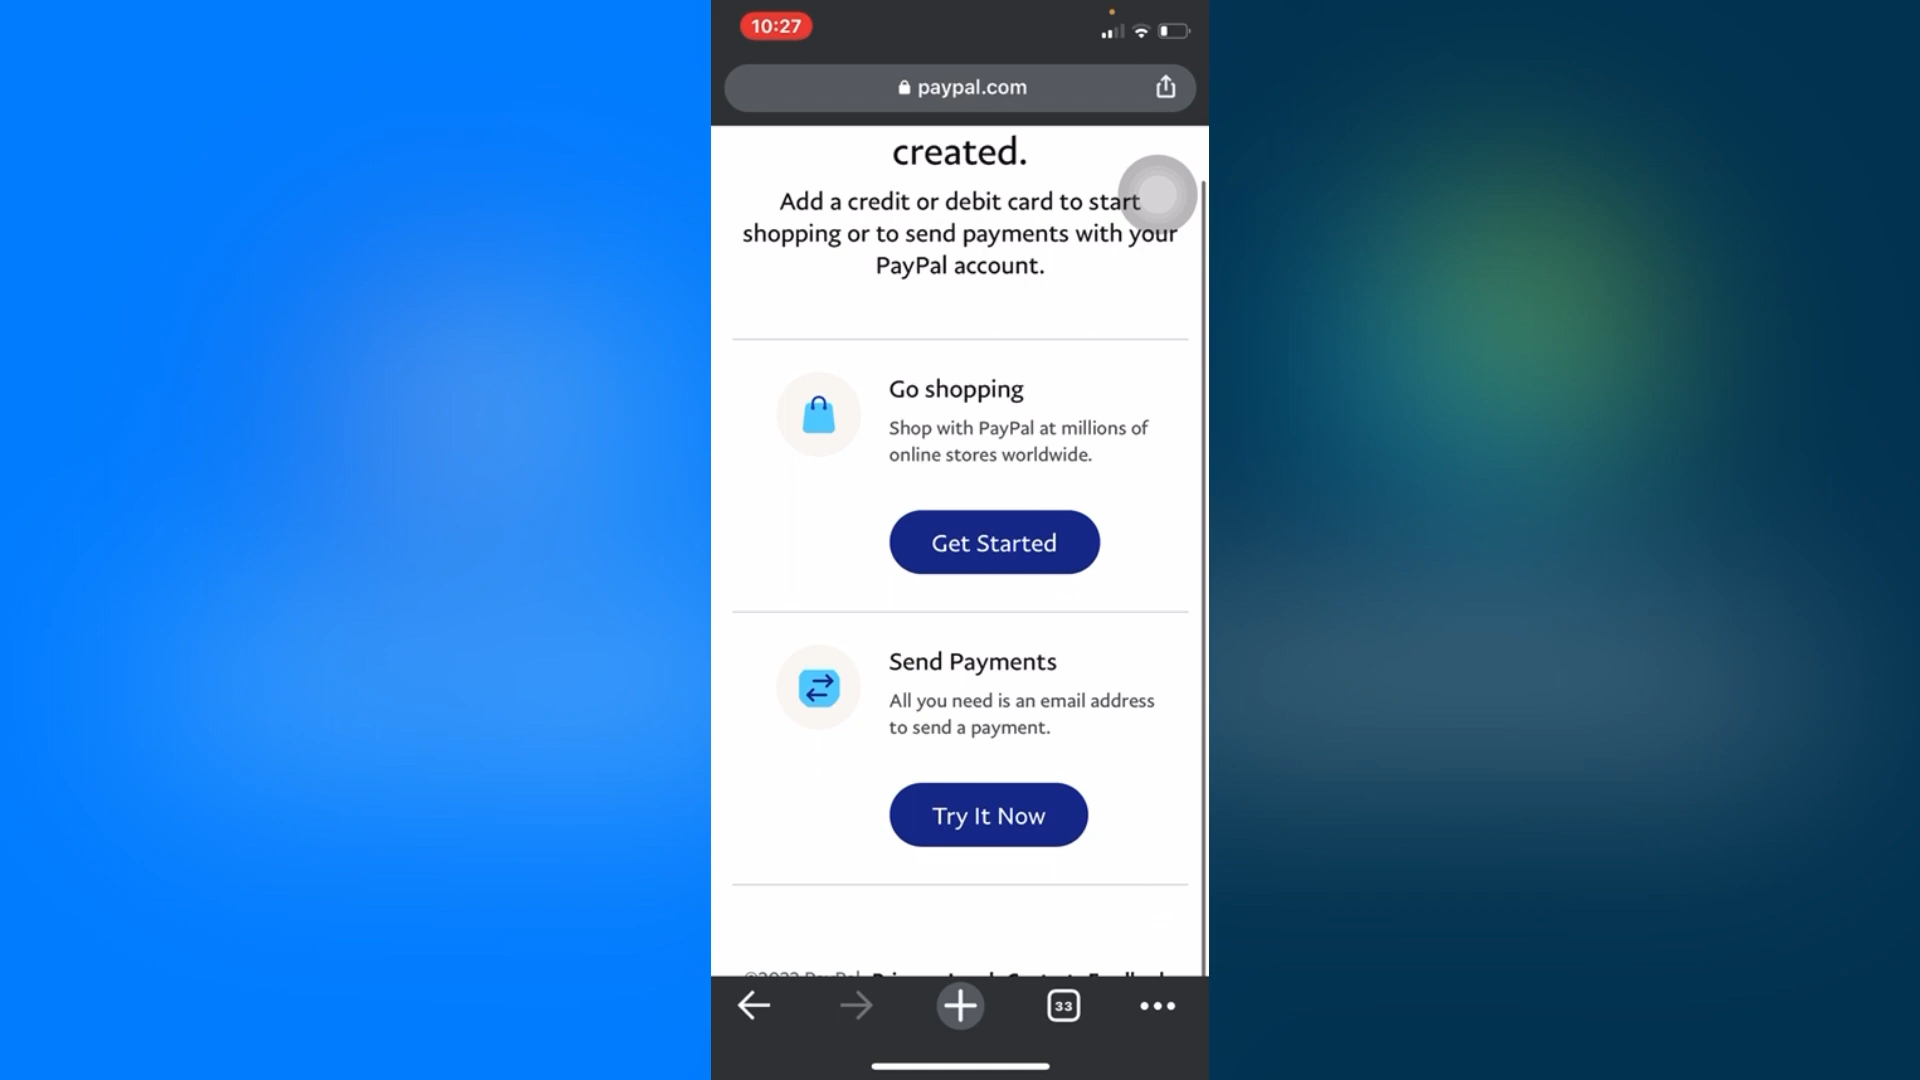 10:27
paypal.com
created.
Add a credit or debit card to start
shopping or to send payments with your
PayPal account.
Go shopping
Shop with PayPal at millions of
online stores worldwide.
Get Started
Send Payments
All you need is an email address
to send a payment.
Try It Now
33